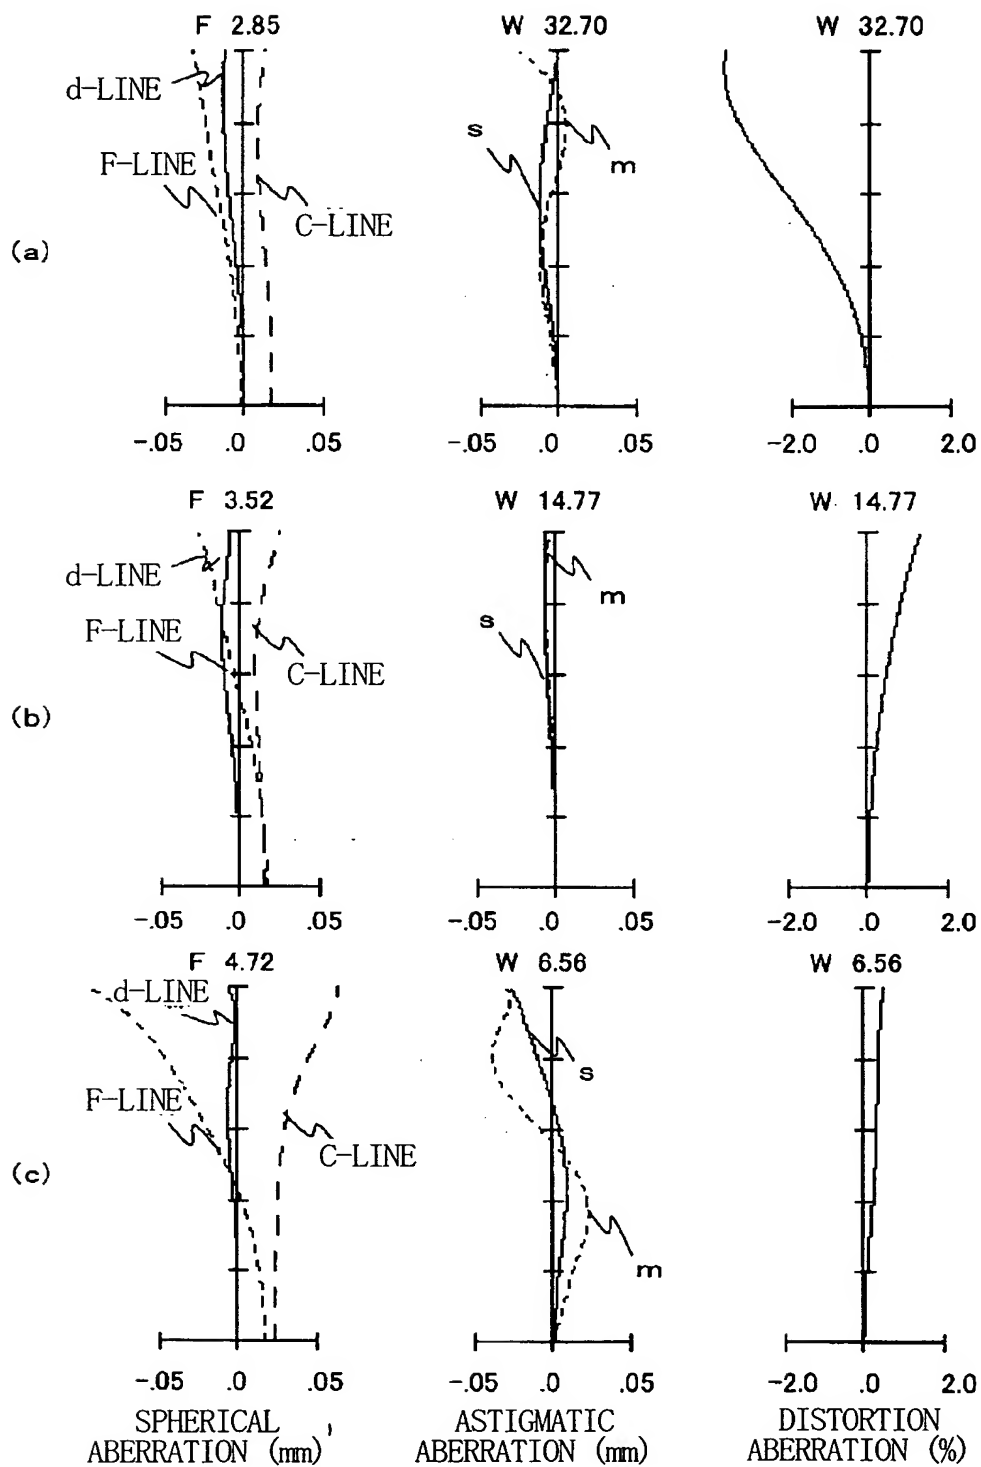 F 2.85 W 32.70 W 32.70
d-LINE
F-LINE
C-LINE
s
m
(a)
-.05 .0 .05 -.05 .0 .05 -2.0 .0 2.0
F 3.52 W 14.77 W 14.77
d-LINE
F-LINE
C-LINE
m
s
(b)
-.05 .0 .05 -.05 .0 .05 -2.0 .0 2.0
F 4.72 W 6.56 W 6.56
d-LINE
F-LINE
C-LINE
s
m
(c)
-.05 .0 .05 -.05 .0 .05 -2.0 .0 2.0
SPHERICAL ASTIGMATIC DISTORTION
ABERRATION (mm) ABERRATION (mm) ABERRATION (%)